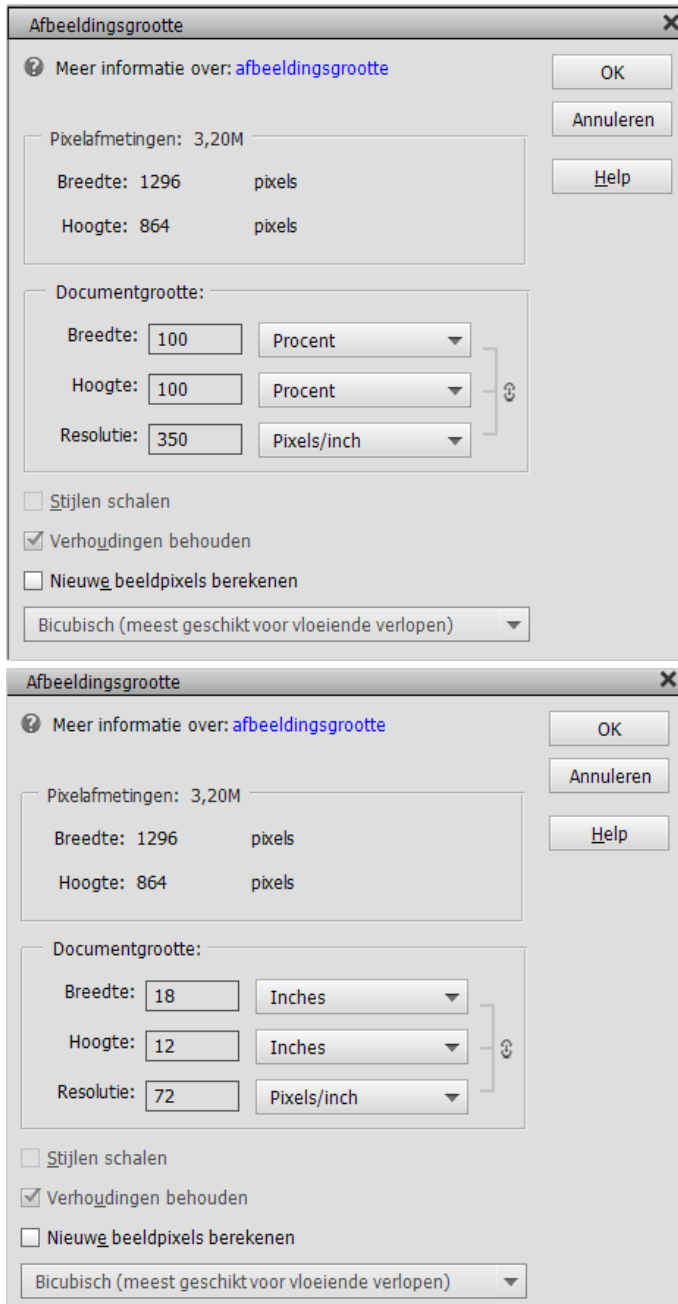 Afbeeldingsgrootte
Meer informatie over: afbeeldingsgrootte
OK
Annuleren
Help
Pixelafmetingen: 3,20M
Breedte: 1296 pixels
Hoogte: 864 pixels
Documentgrootte:
Breedte: 100 Procent
Hoogte: 100 Procent
Resolutie: 350 Pixels/inch
Stijlen schalen
Verhoudingen behouden
Nieuwe beeldpixels berekenen
Bicubisch (meest geschikt voor vloeiende verlopen)
Afbeeldingsgrootte
Meer informatie over: afbeeldingsgrootte
OK
Annuleren
Help
Pixelafmetingen: 3,20M
Breedte: 1296 pixels
Hoogte: 864 pixels
Documentgrootte:
Breedte: 18 Inches
Hoogte: 12 Inches
Resolutie: 72 Pixels/inch
Stijlen schalen
Verhoudingen behouden
Nieuwe beeldpixels berekenen
Bicubisch (meest geschikt voor vloeiende verlopen)